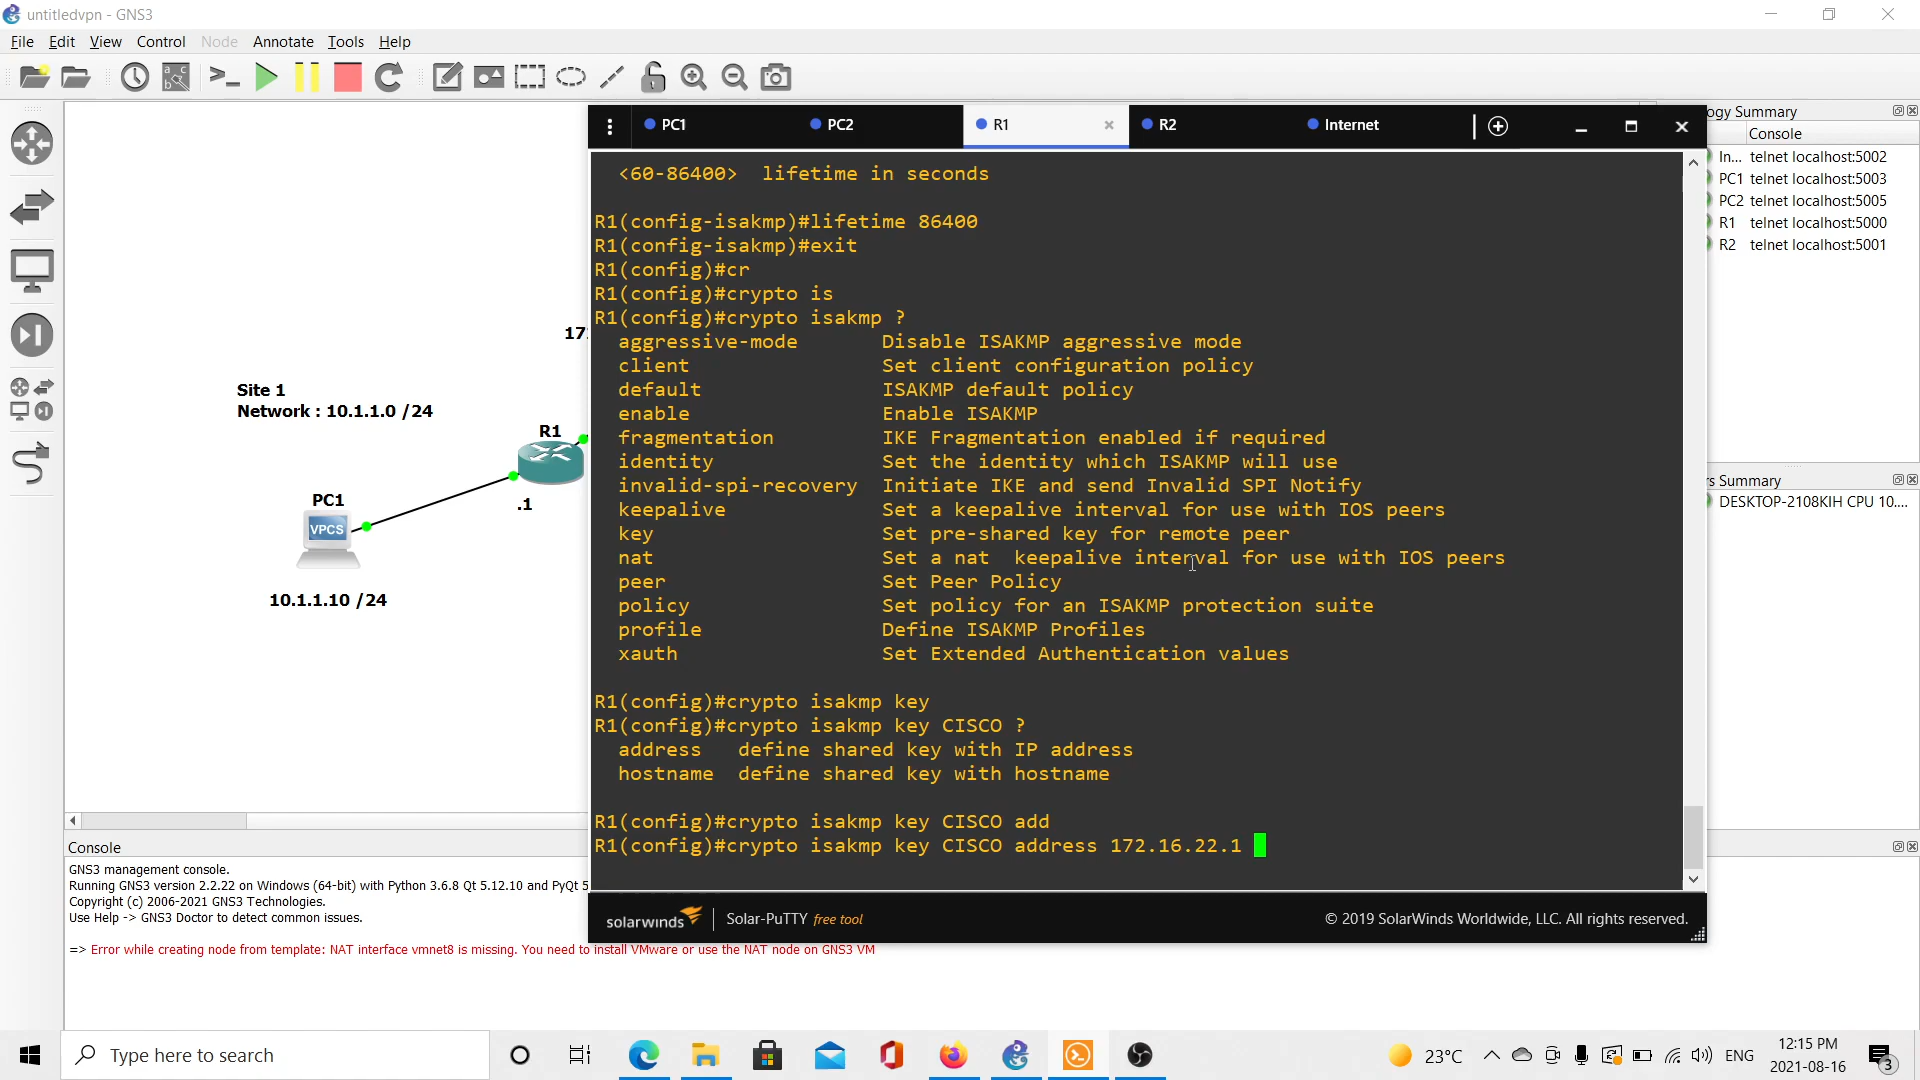 untitledvpn - GNS3
File Edit View Control Node Annotate Tools Help
PC1
PC2
R1
R2
Internet
<60-86400> lifetime in seconds
R1(config-isakmp)#lifetime 86400
R1(config-isakmp)#exit
R1(config)#cr
R1(config)#crypto is
R1(config)#crypto isakmp ?
aggressive-mode Disable ISAKMP aggressive mode
client Set client configuration policy
default ISAKMP default policy
enable Enable ISAKMP
fragmentation IKE Fragmentation enabled if required
identity Set the identity which ISAKMP will use
invalid-spi-recovery Initiate IKE and send Invalid SPI Notify
keepalive Set a keepalive interval for use with IOS peers
key Set pre-shared key for remote peer
nat Set a nat keepalive interval for use with IOS peers
peer Set Peer Policy
policy Set policy for an ISAKMP protection suite
profile Define ISAKMP Profiles
xauth Set Extended Authentication values
R1(config)#crypto isakmp key
R1(config)#crypto isakmp key CISCO ?
address define shared key with IP address
hostname define shared key with hostname
R1(config)#crypto isakmp key CISCO add
R1(config)#crypto isakmp key CISCO address 172.16.22.1
solarwinds Solar-PuTTY free tool © 2019 SolarWinds Worldwide, LLC. All rights reserved.
17
Site 1
Network : 10.1.1.0 /24
R1
.1
PC1
VPCS
10.1.1.10 /24
ogy Summary
Console
In... telnet localhost:5002
PC1 telnet localhost:5003
PC2 telnet localhost:5005
R1 telnet localhost:5000
R2 telnet localhost:5001
s Summary
DESKTOP-2108KIH CPU 10....
Console
GNS3 management console.
Running GNS3 version 2.2.22 on Windows (64-bit) with Python 3.6.8 Qt 5.12.10 and PyQt 5
Copyright (c) 2006-2021 GNS3 Technologies.
Use Help -> GNS3 Doctor to detect common issues.
=> Error while creating node from template: NAT interface vmnet8 is missing. You need to install VMware or use the NAT node on GNS3 VM
Type here to search
23°C
ENG
12:15 PM
2021-08-16
3